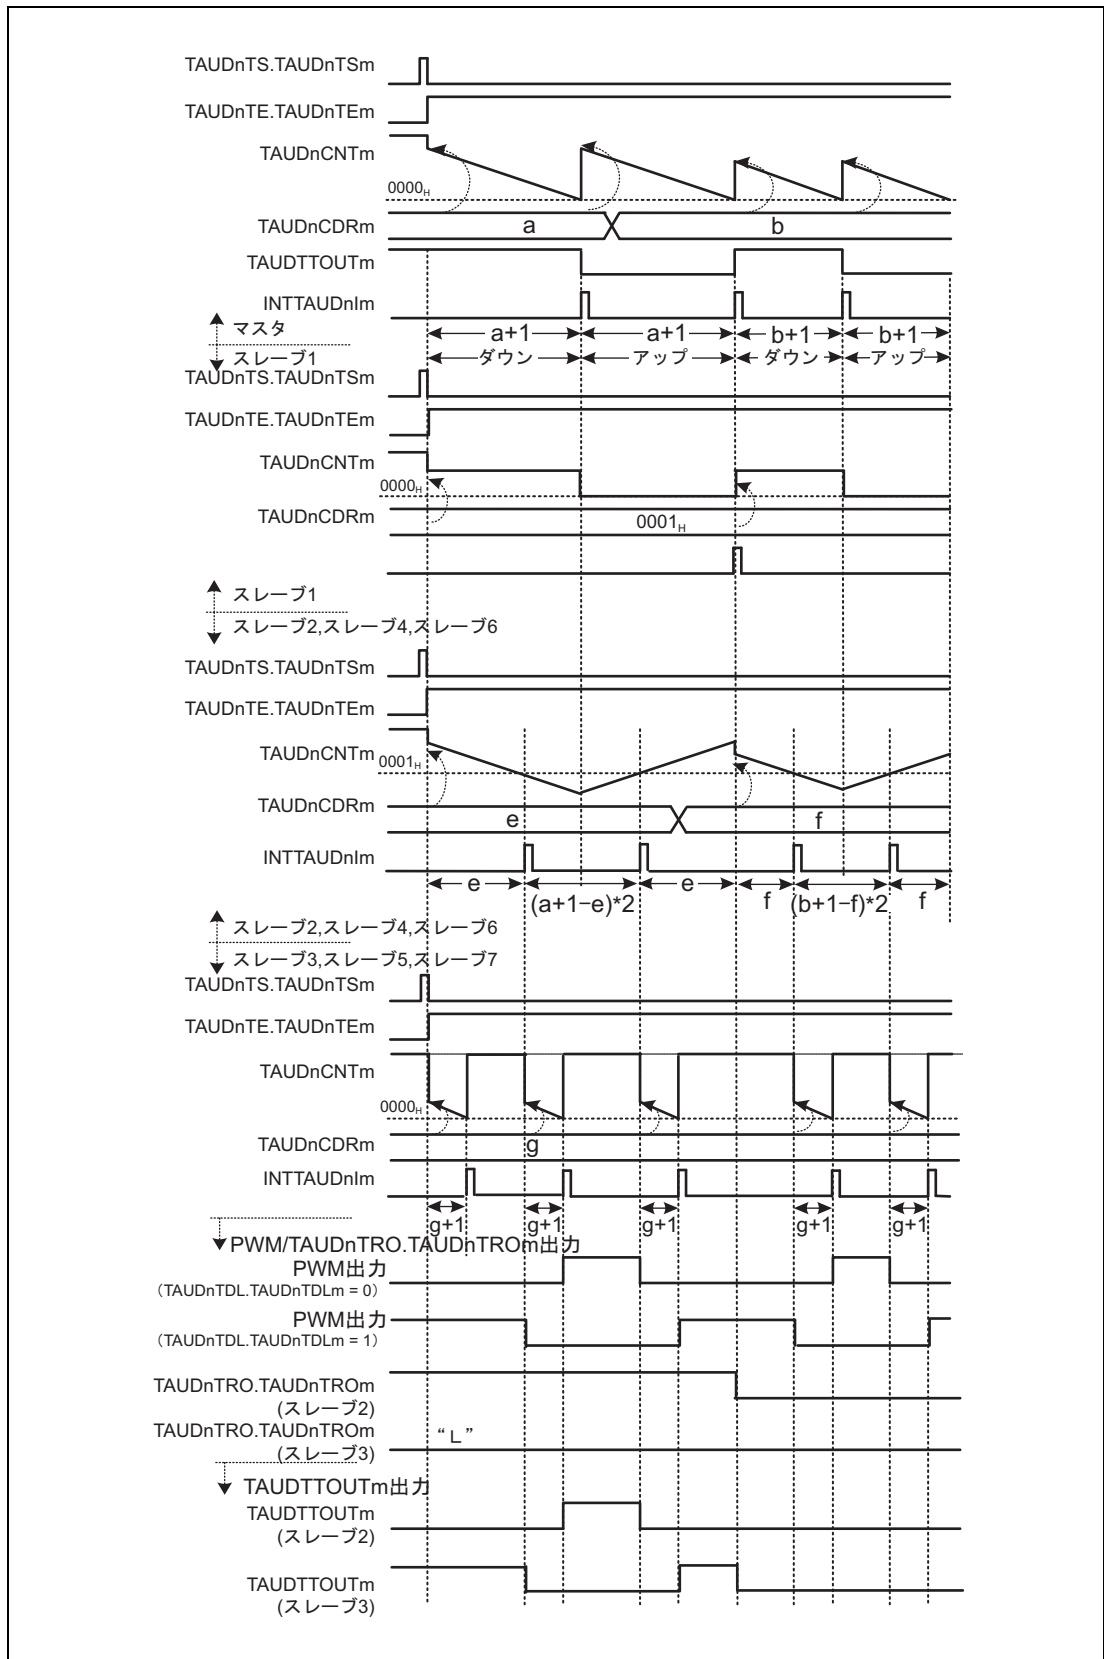 TAUDnTS.TAUDnTSm
TAUDnTE.TAUDnTEm
TAUDnCNTm
0000H
TAUDnCDRm
a
b
TAUDTTOUTm
INTTAUDnIm
マスタ
a+1
a+1
b+1
b+1
スレーブ1
ダウン
アップ
ダウン
アップ
TAUDnTS.TAUDnTSm
TAUDnTE.TAUDnTEm
TAUDnCNTm
0000H
TAUDnCDRm
0001H
スレーブ1
スレーブ2,スレーブ4,スレーブ6
TAUDnTS.TAUDnTSm
TAUDnTE.TAUDnTEm
TAUDnCNTm
0001H
TAUDnCDRm
e
f
INTTAUDnIm
e
(a+1−e)*2
e
f
(b+1−f)*2
f
スレーブ2,スレーブ4,スレーブ6
スレーブ3,スレーブ5,スレーブ7
TAUDnTS.TAUDnTSm
TAUDnTE.TAUDnTEm
TAUDnCNTm
0000H
TAUDnCDRm
g
INTTAUDnIm
g+1
g+1
g+1
g+1
g+1
PWM/TAUDnTRO.TAUDnTROm出力
PWM出力
（TAUDnTDL.TAUDnTDLm = 0）
PWM出力
（TAUDnTDL.TAUDnTDLm = 1）
TAUDnTRO.TAUDnTROm
(スレーブ2)
TAUDnTRO.TAUDnTROm
“L”
(スレーブ3)
TAUDTTOUTm出力
TAUDTTOUTm
(スレーブ2)
TAUDTTOUTm
(スレーブ3)